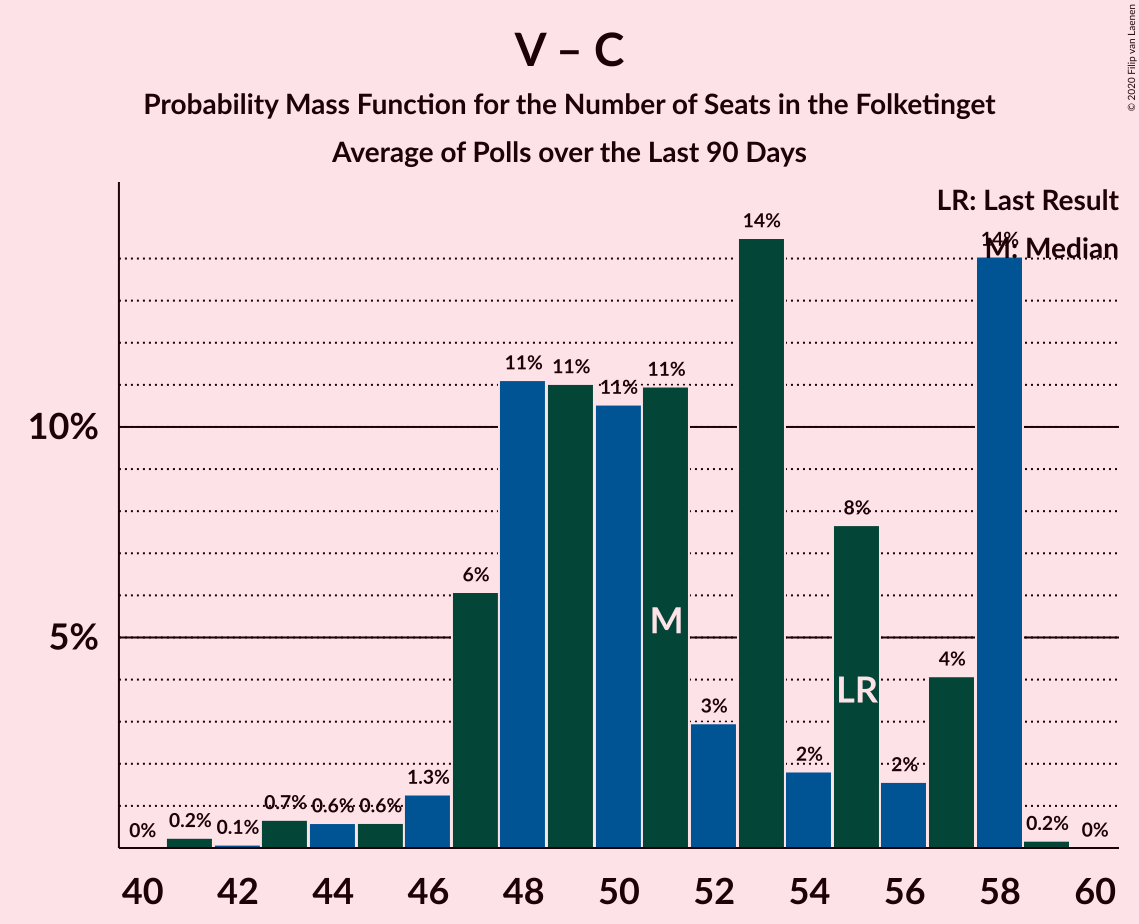 V – C
Probability Mass Function for the Number of Seats in the Folketinget
Average of Polls over the Last 90 Days
© 2020 Filip van Laenen
LR: Last Result
M: Median
14%
14%
11%
11%
11%
11%
10%
8%
6%
M
5%
4%
LR
3%
2%
2%
1.3%
0.7%
0.6%
0.6%
0%
0.2%
0.1%
0.2%
0%
40 42 44 46 48 50 52 54 56 58 60